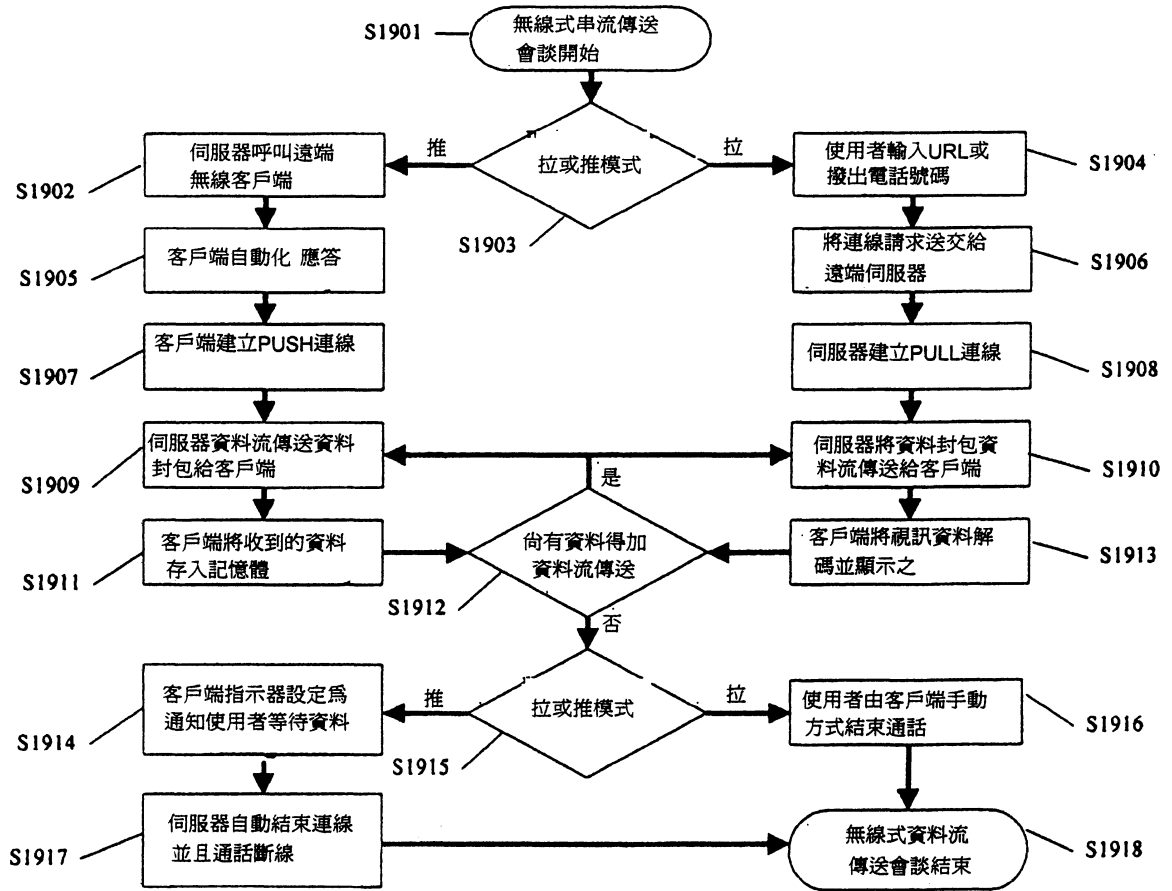 S1901
無線式串流傳送
會談開始
推
拉或推模式
拉
S1903
伺服器呼叫遠端
無線客戶端
S1902
使用者輸入URL或
撥出電話號碼
S1904
客戶端自動化 應答
S1905
將連線請求送交給
遠端伺服器
S1906
客戶端建立PUSH連線
S1907
伺服器建立PULL連線
S1908
伺服器資料流傳送資料
封包給客戶端
S1909
伺服器將資料封包資
料流傳送給客戶端
S1910
是
客戶端將收到的資料
存入記憶體
S1911
尚有資料得加
資料流傳送
S1912
客戶端將視訊資料解
碼並顯示之
S1913
否
客戶端指示器設定爲
通知使用者等待資料
S1914
推
拉或推模式
拉
S1915
使用者由客戶端手動
方式結束通話
S1916
伺服器自動結束連線
並且通話斷線
S1917
無線式資料流
傳送會談結束
S1918